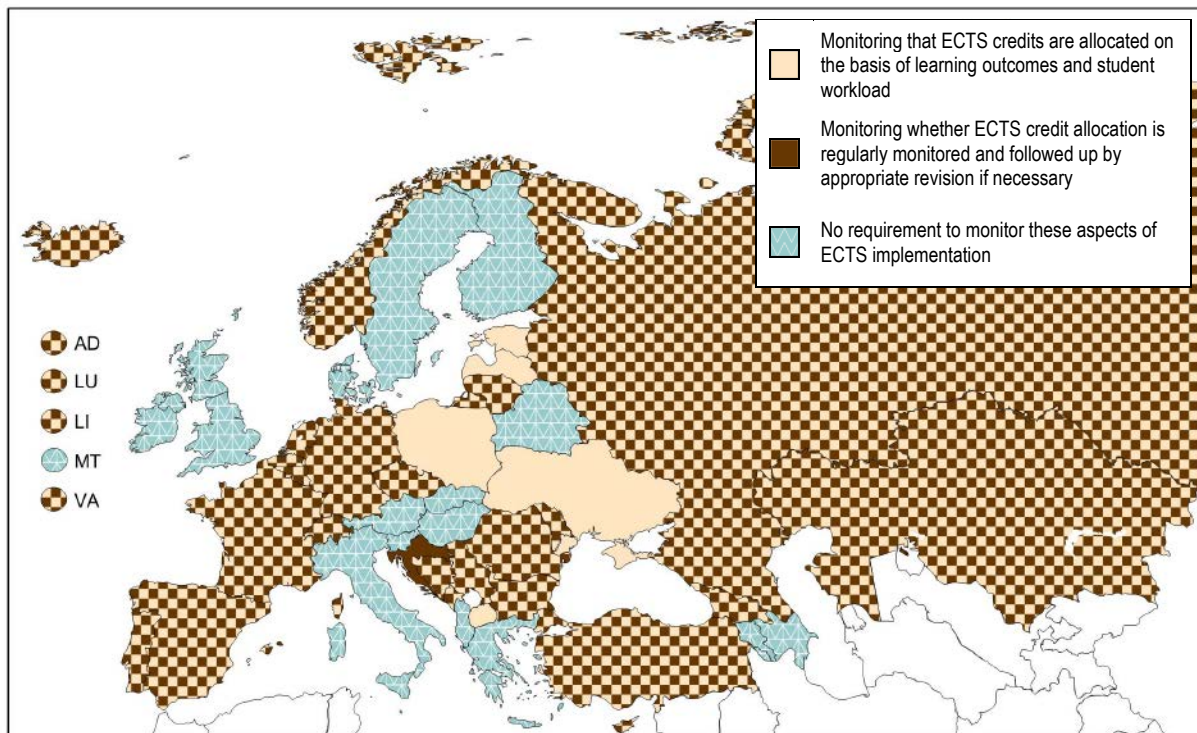 Monitoring that ECTS credits are allocated on
the basis of learning outcomes and student
workload
Monitoring whether ECTS credit allocation is
regularly monitored and followed up by
appropriate revision if necessary
No requirement to monitor these aspects of
ECTS implementation
AD
LU
LI
MT
VA